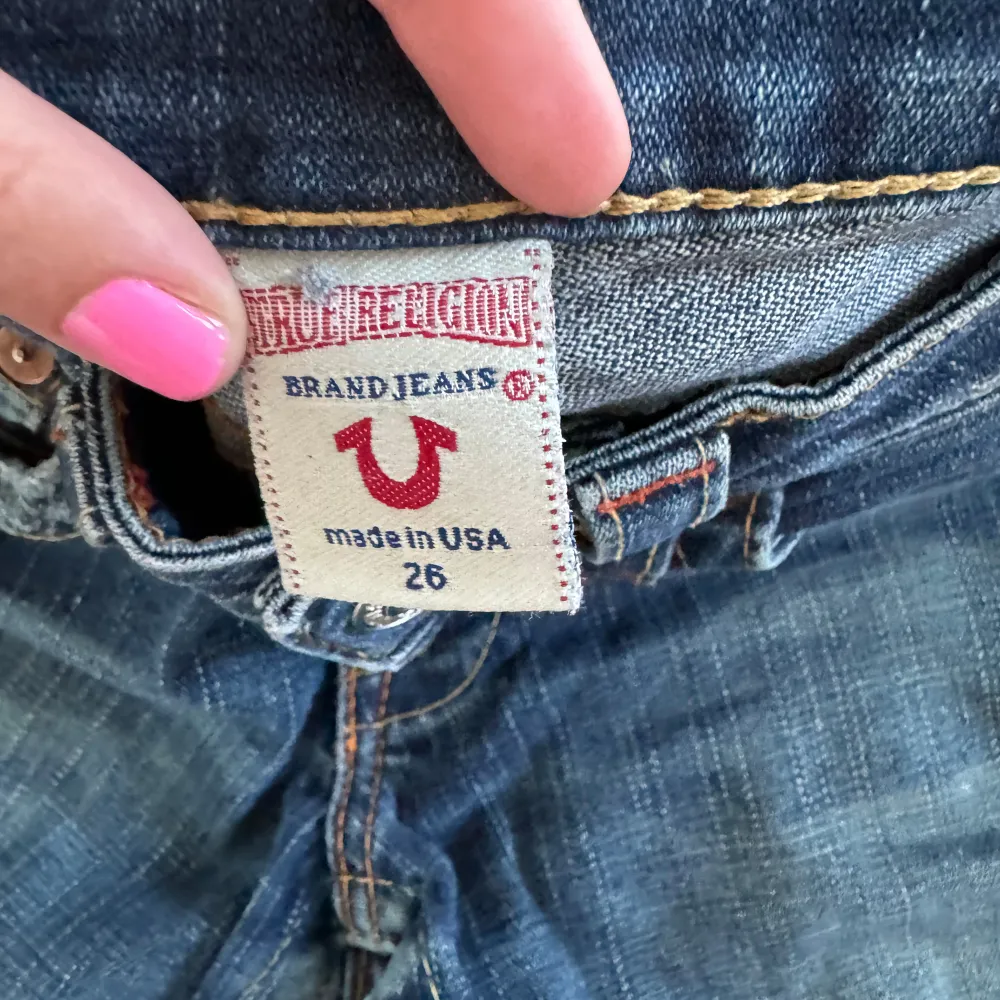 TRUE RELIGION
BRAND JEANS ®
made in USA
26